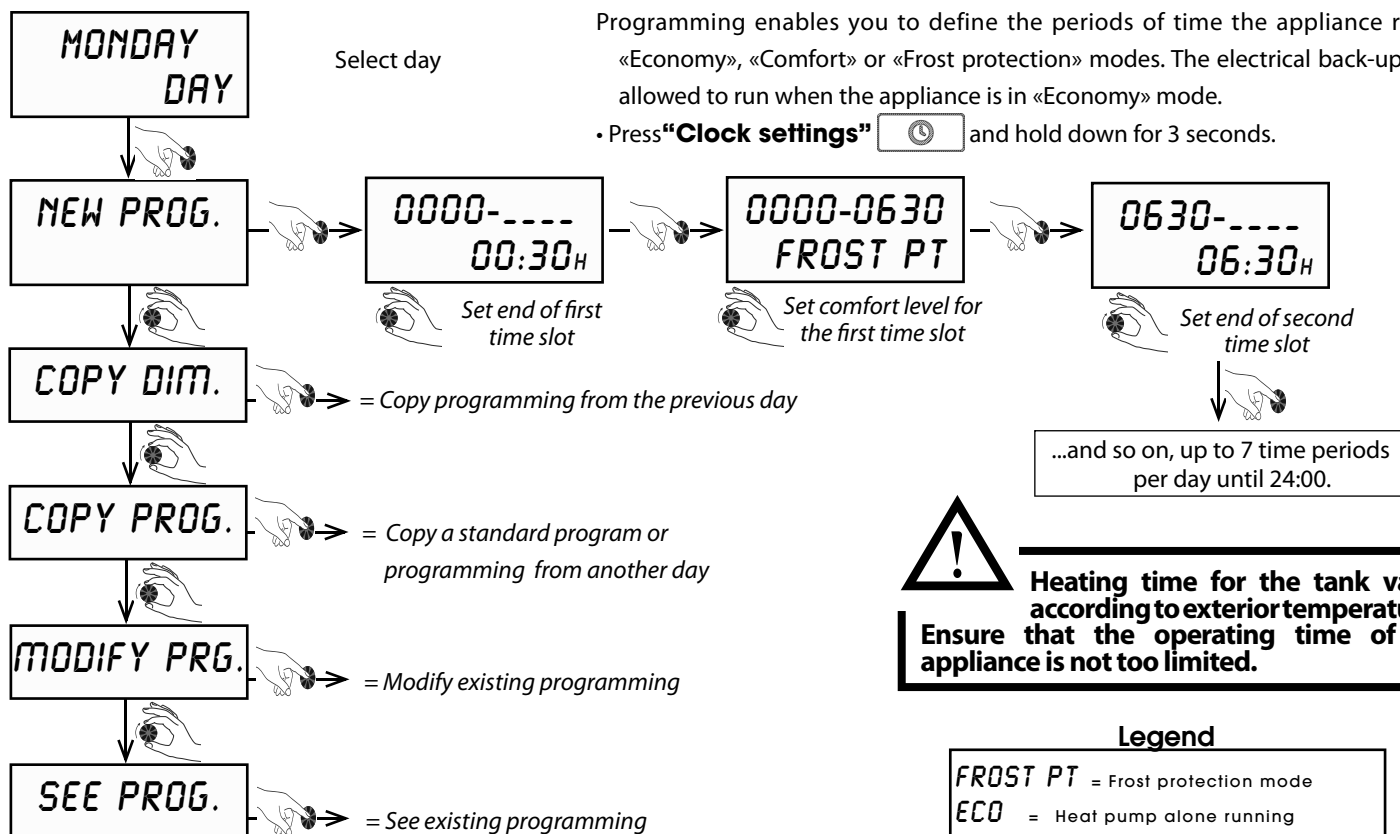 MONDAY
DAY
Select day
Programming enables you to define the periods of time the appliance
«Economy», «Comfort» or «Frost protection» modes. The electrical back-up
allowed to run when the appliance is in «Economy» mode.
• Press“Clock settings” and hold down for 3 seconds.
NEW PROG.
0000-____
00:30H
Set end of first
time slot
0000-0630
FROST PT
Set comfort level for
the first time slot
0630-____
06:30H
Set end of second
time slot
...and so on, up to 7 time periods
per day until 24:00.
COPY DIM.
= Copy programming from the previous day
COPY PROG.
= Copy a standard program or
programming from another day
MODIFY PRG.
= Modify existing programming
SEE PROG.
= See existing programming
!
Heating time for the tank
according to exterior
Ensure that the operating time of
appliance is not too limited.
Legend
FROST PT = Frost protection mode
ECO = Heat pump alone running